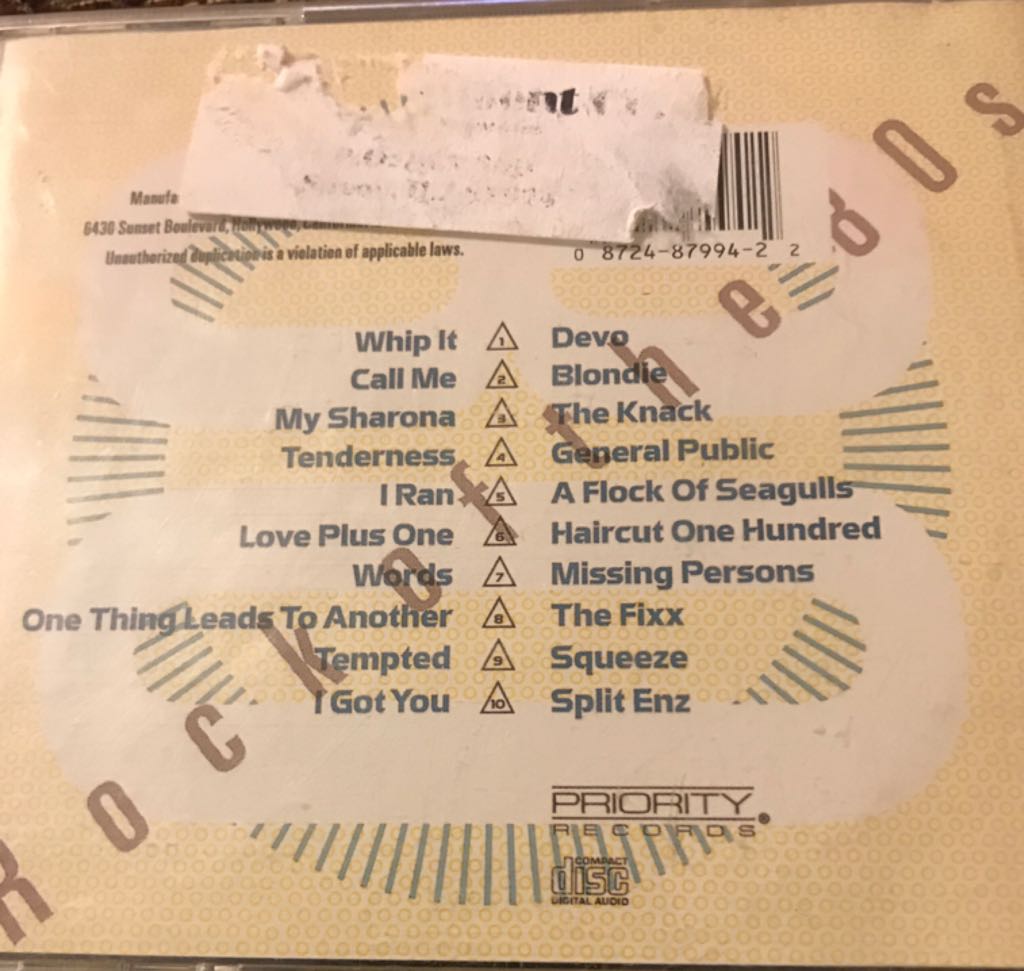 nt
Manufa
6430 Sunset Boulevard, Hollywood,
Unauthorized duplication is a violation of applicable laws.
0 8724-87994-2 2
Whip It 1 Devo
Call Me 2 Blondie
My Sharona 3 The Knack
Tenderness 4 General Public
I Ran 5 A Flock Of Seagulls
Love Plus One 6 Haircut One Hundred
Words 7 Missing Persons
One Thing Leads To Another 8 The Fixx
Tempted 9 Squeeze
I Got You 10 Split Enz
Rock of the 80s
PRIORITY
RECORDS®
COMPACT
disc
DIGITAL AUDIO